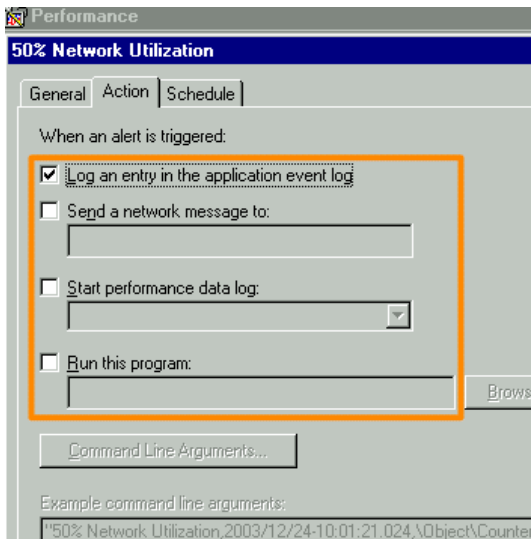 Performance
50% Network Utilization
General Action Schedule
When an alert is triggered:
Log an entry in the application event log
Send a network message to:
Start performance data log:
Run this program:
Brows
Command Line Arguments...
Example command line arguments:
"50% Network Utilization,2003/12/24-10:01:21.024,\Object\Counter